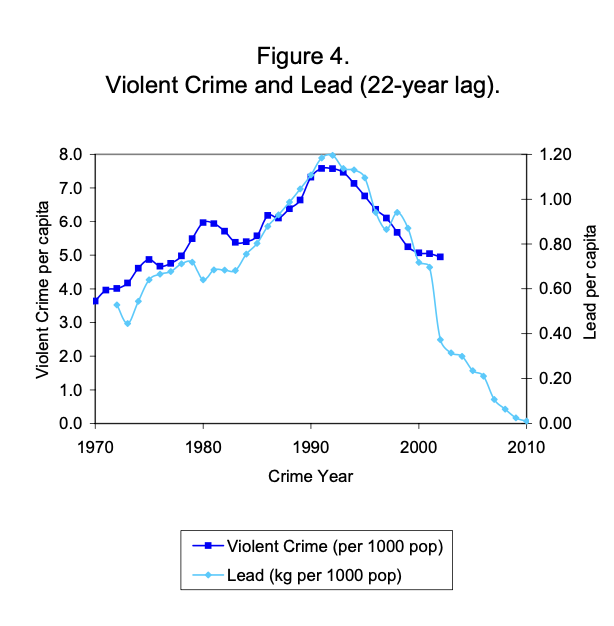 Figure 4.
Violent Crime and Lead (22-year lag).
8.0
7.0
6.0
5.0
4.0
3.0
2.0
1.0
0.0
Violent Crime per capita
1.20
1.00
0.80
0.60
0.40
0.20
0.00
Lead per capita
1970 1980 1990 2000 2010
Crime Year
Violent Crime (per 1000 pop)
Lead (kg per 1000 pop)